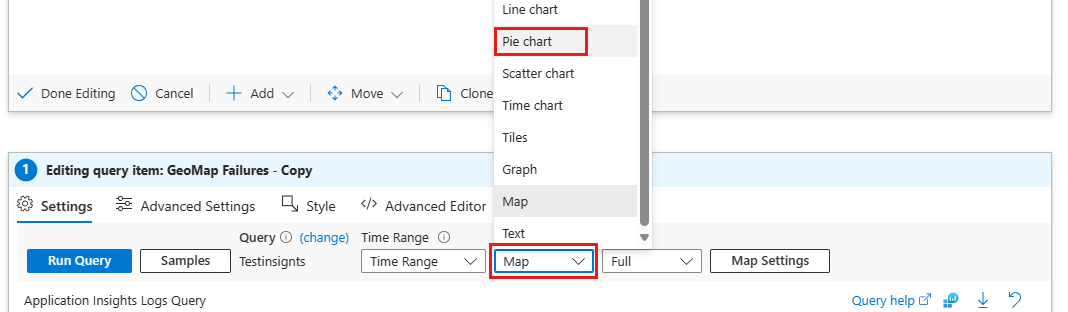 Line chart
Pie chart
Scatter chart
Time chart
Tiles
Graph
Map
Text
Done Editing Cancel Add Move Clone
1 Editing query item: GeoMap Failures - Copy
Settings Advanced Settings Style </> Advanced Editor
Query (change) Time Range
Run Query Samples Testinsignts Time Range Map Full Map Settings
Application Insights Logs Query Query help